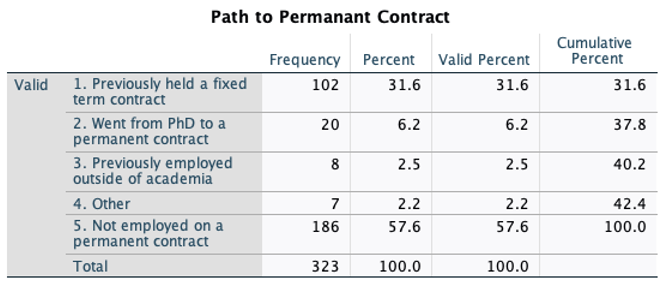 Path to Permanant Contract
Frequency Percent Valid Percent Cumulative Percent
Valid 1. Previously held a fixed term contract 102 31.6 31.6 31.6
2. Went from PhD to a permanent contract 20 6.2 6.2 37.8
3. Previously employed outside of academia 8 2.5 2.5 40.2
4. Other 7 2.2 2.2 42.4
5. Not employed on a permanent contract 186 57.6 57.6 100.0
Total 323 100.0 100.0